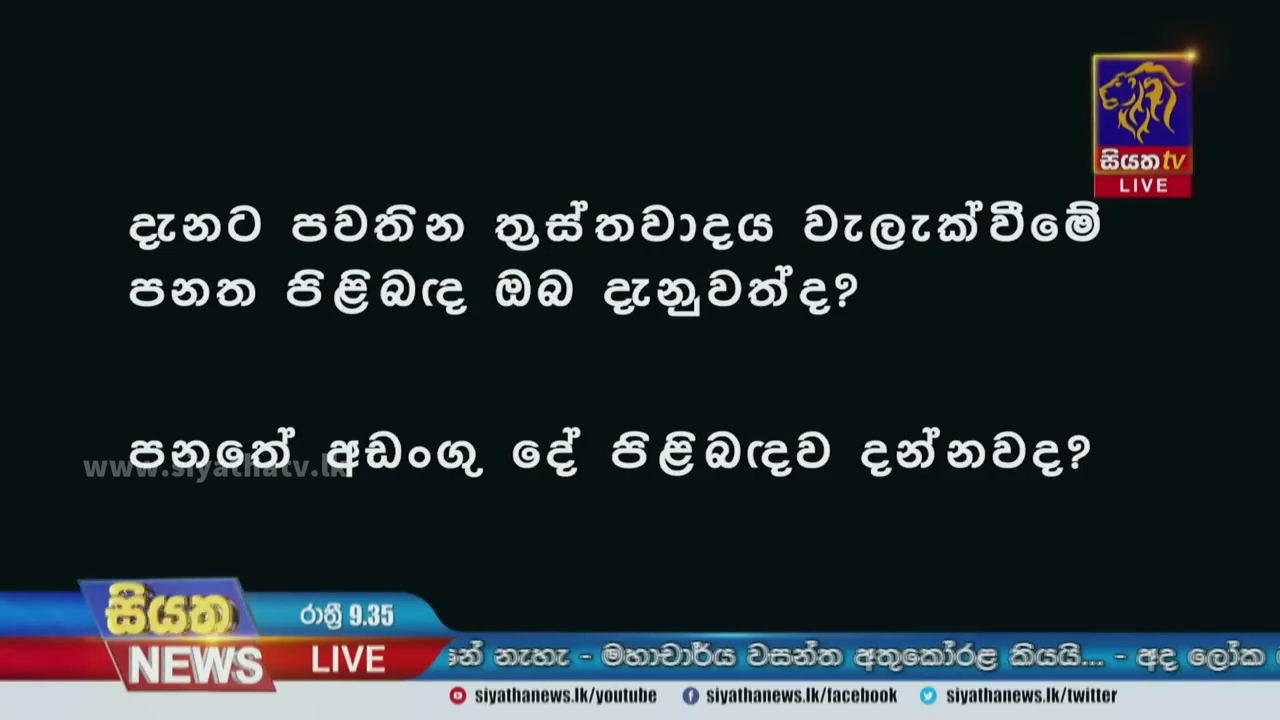 සියත tv
LIVE
දැනට පවතින ත්‍රස්තවාදය වැලැක්වීමේ
පනත පිළිබඳ ඔබ දැනුවත්ද?
පනතේ අඩංගු දේ පිළිබඳව දන්නවද?
www.siyathatv.lk
සියත
NEWS
රාත්‍රී 9.35
LIVE
නැහැ - මහාචාර්ය වසන්ත අතුකෝරළ කියයි... - අද ලෝක
siyathanews.lk/youtube siyathanews.lk/facebook siyathanews.lk/twitter